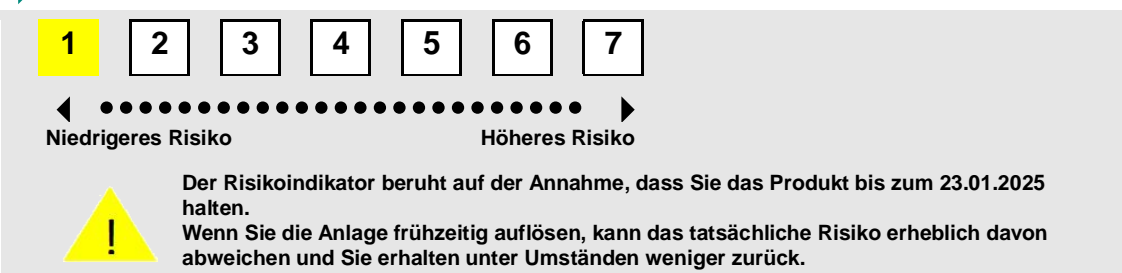 1 2 3 4 5 6 7
Niedrigeres Risiko Höheres Risiko
Der Risikoindikator beruht auf der Annahme, dass Sie das Produkt bis zum 23.01.2025
halten.
! Wenn Sie die Anlage frühzeitig auflösen, kann das tatsächliche Risiko erheblich davon
abweichen und Sie erhalten unter Umständen weniger zurück.